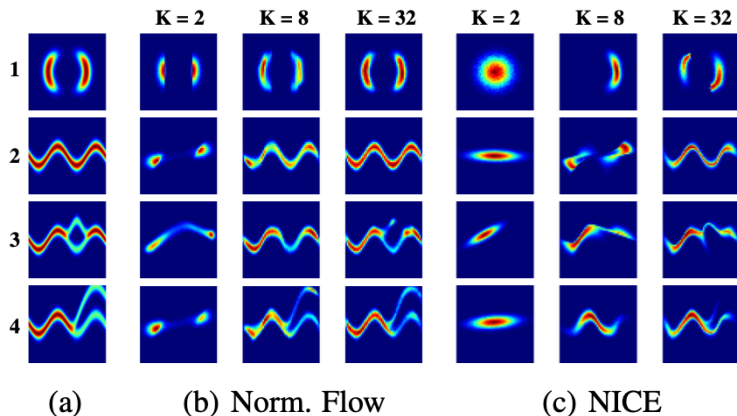 K = 2 K = 8 K = 32 K = 2 K = 8 K = 32
1
2
3
4
(a) (b) Norm. Flow (c) NICE